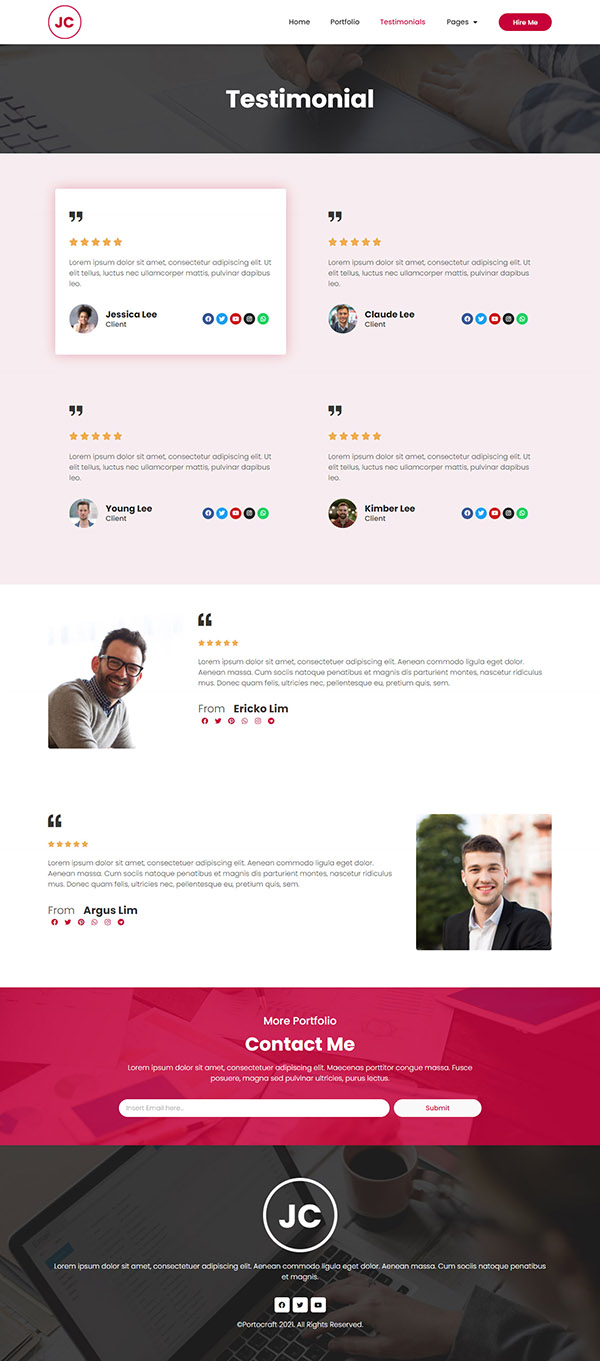 JC
Home Portfolio Testimonials Pages Hire Me
Testimonial
Lorem ipsum dolor sit amet, consectetur adipiscing elit. Ut
elit tellus, luctus nec ullamcorper mattis, pulvinar dapibus
leo.
Jessica Lee
Client
Lorem ipsum dolor sit amet, consectetur adipiscing elit. Ut
elit tellus, luctus nec ullamcorper mattis, pulvinar dapibus
leo.
Claude Lee
Client
Lorem ipsum dolor sit amet, consectetur adipiscing elit. Ut
elit tellus, luctus nec ullamcorper mattis, pulvinar dapibus
leo.
Young Lee
Client
Lorem ipsum dolor sit amet, consectetur adipiscing elit. Ut
elit tellus, luctus nec ullamcorper mattis, pulvinar dapibus
leo.
Kimber Lee
Client
Lorem ipsum dolor sit amet, consectetuer adipiscing elit. Aenean commodo ligula eget dolor.
Aenean massa. Cum sociis natoque penatibus et magnis dis parturient montes, nascetur ridiculus
mus. Donec quam felis, ultricies nec, pellentesque eu, pretium quis, sem.
From Ericko Lim
Lorem ipsum dolor sit amet, consectetuer adipiscing elit. Aenean commodo ligula eget dolor.
Aenean massa. Cum sociis natoque penatibus et magnis dis parturient montes, nascetur ridiculus
mus. Donec quam felis, ultricies nec, pellentesque eu, pretium quis, sem.
From Argus Lim
More Portfolio
Contact Me
Lorem ipsum dolor sit amet, consectetuer adipiscing elit. Maecenas porttitor congue massa. Fusce
posuere, magna sed pulvinar ultricies, purus lectus.
Insert Email here... Submit
JC
Lorem ipsum dolor sit amet, consectetuer adipiscing elit. Aenean commodo ligula eget dolor. Aenean massa. Cum sociis natoque penatibus
et magnis.
©Portocraft 2021. All Rights Reserved.